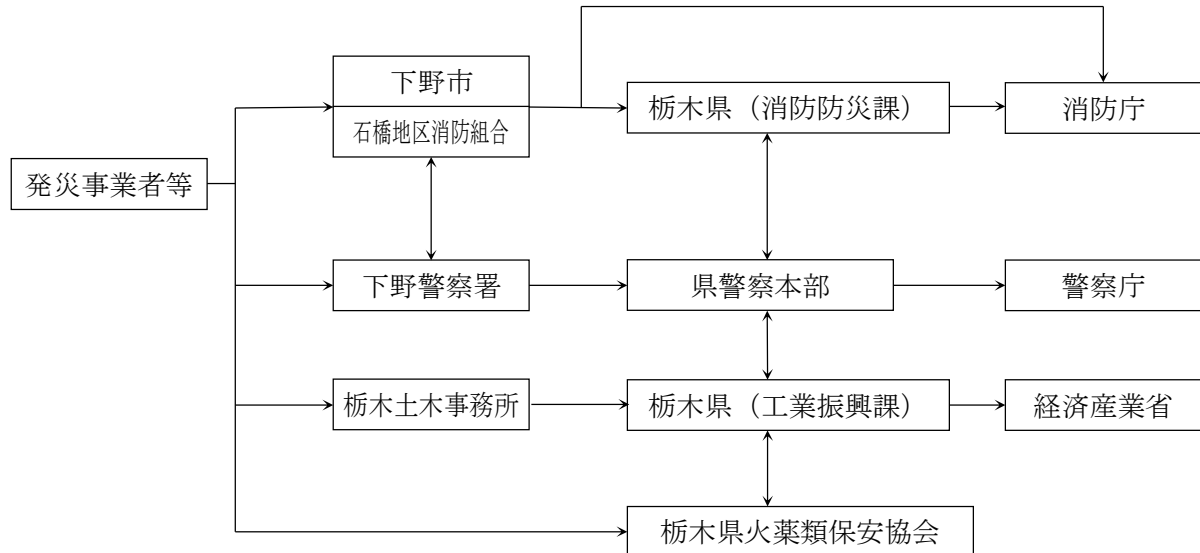 下野市
石橋地区消防組合
栃木県（消防防災課）
消防庁
発災事業者等
下野警察署
県警察本部
警察庁
栃木土木事務所
栃木県（工業振興課）
経済産業省
栃木県火薬類保安協会